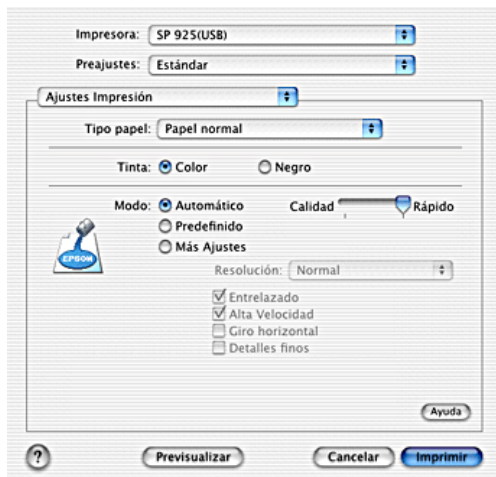 Impresora: SP 925(USB)
Preajustes: Estándar
Ajustes Impresión
Tipo papel: Papel normal
Tinta: Color Negro
Modo: Automático Calidad Rápido
Predefinido
Más Ajustes
EPSON
Resolución: Normal
Entrelazado
Alta Velocidad
Giro horizontal
Detalles finos
Ayuda
? Previsualizar Cancelar Imprimir